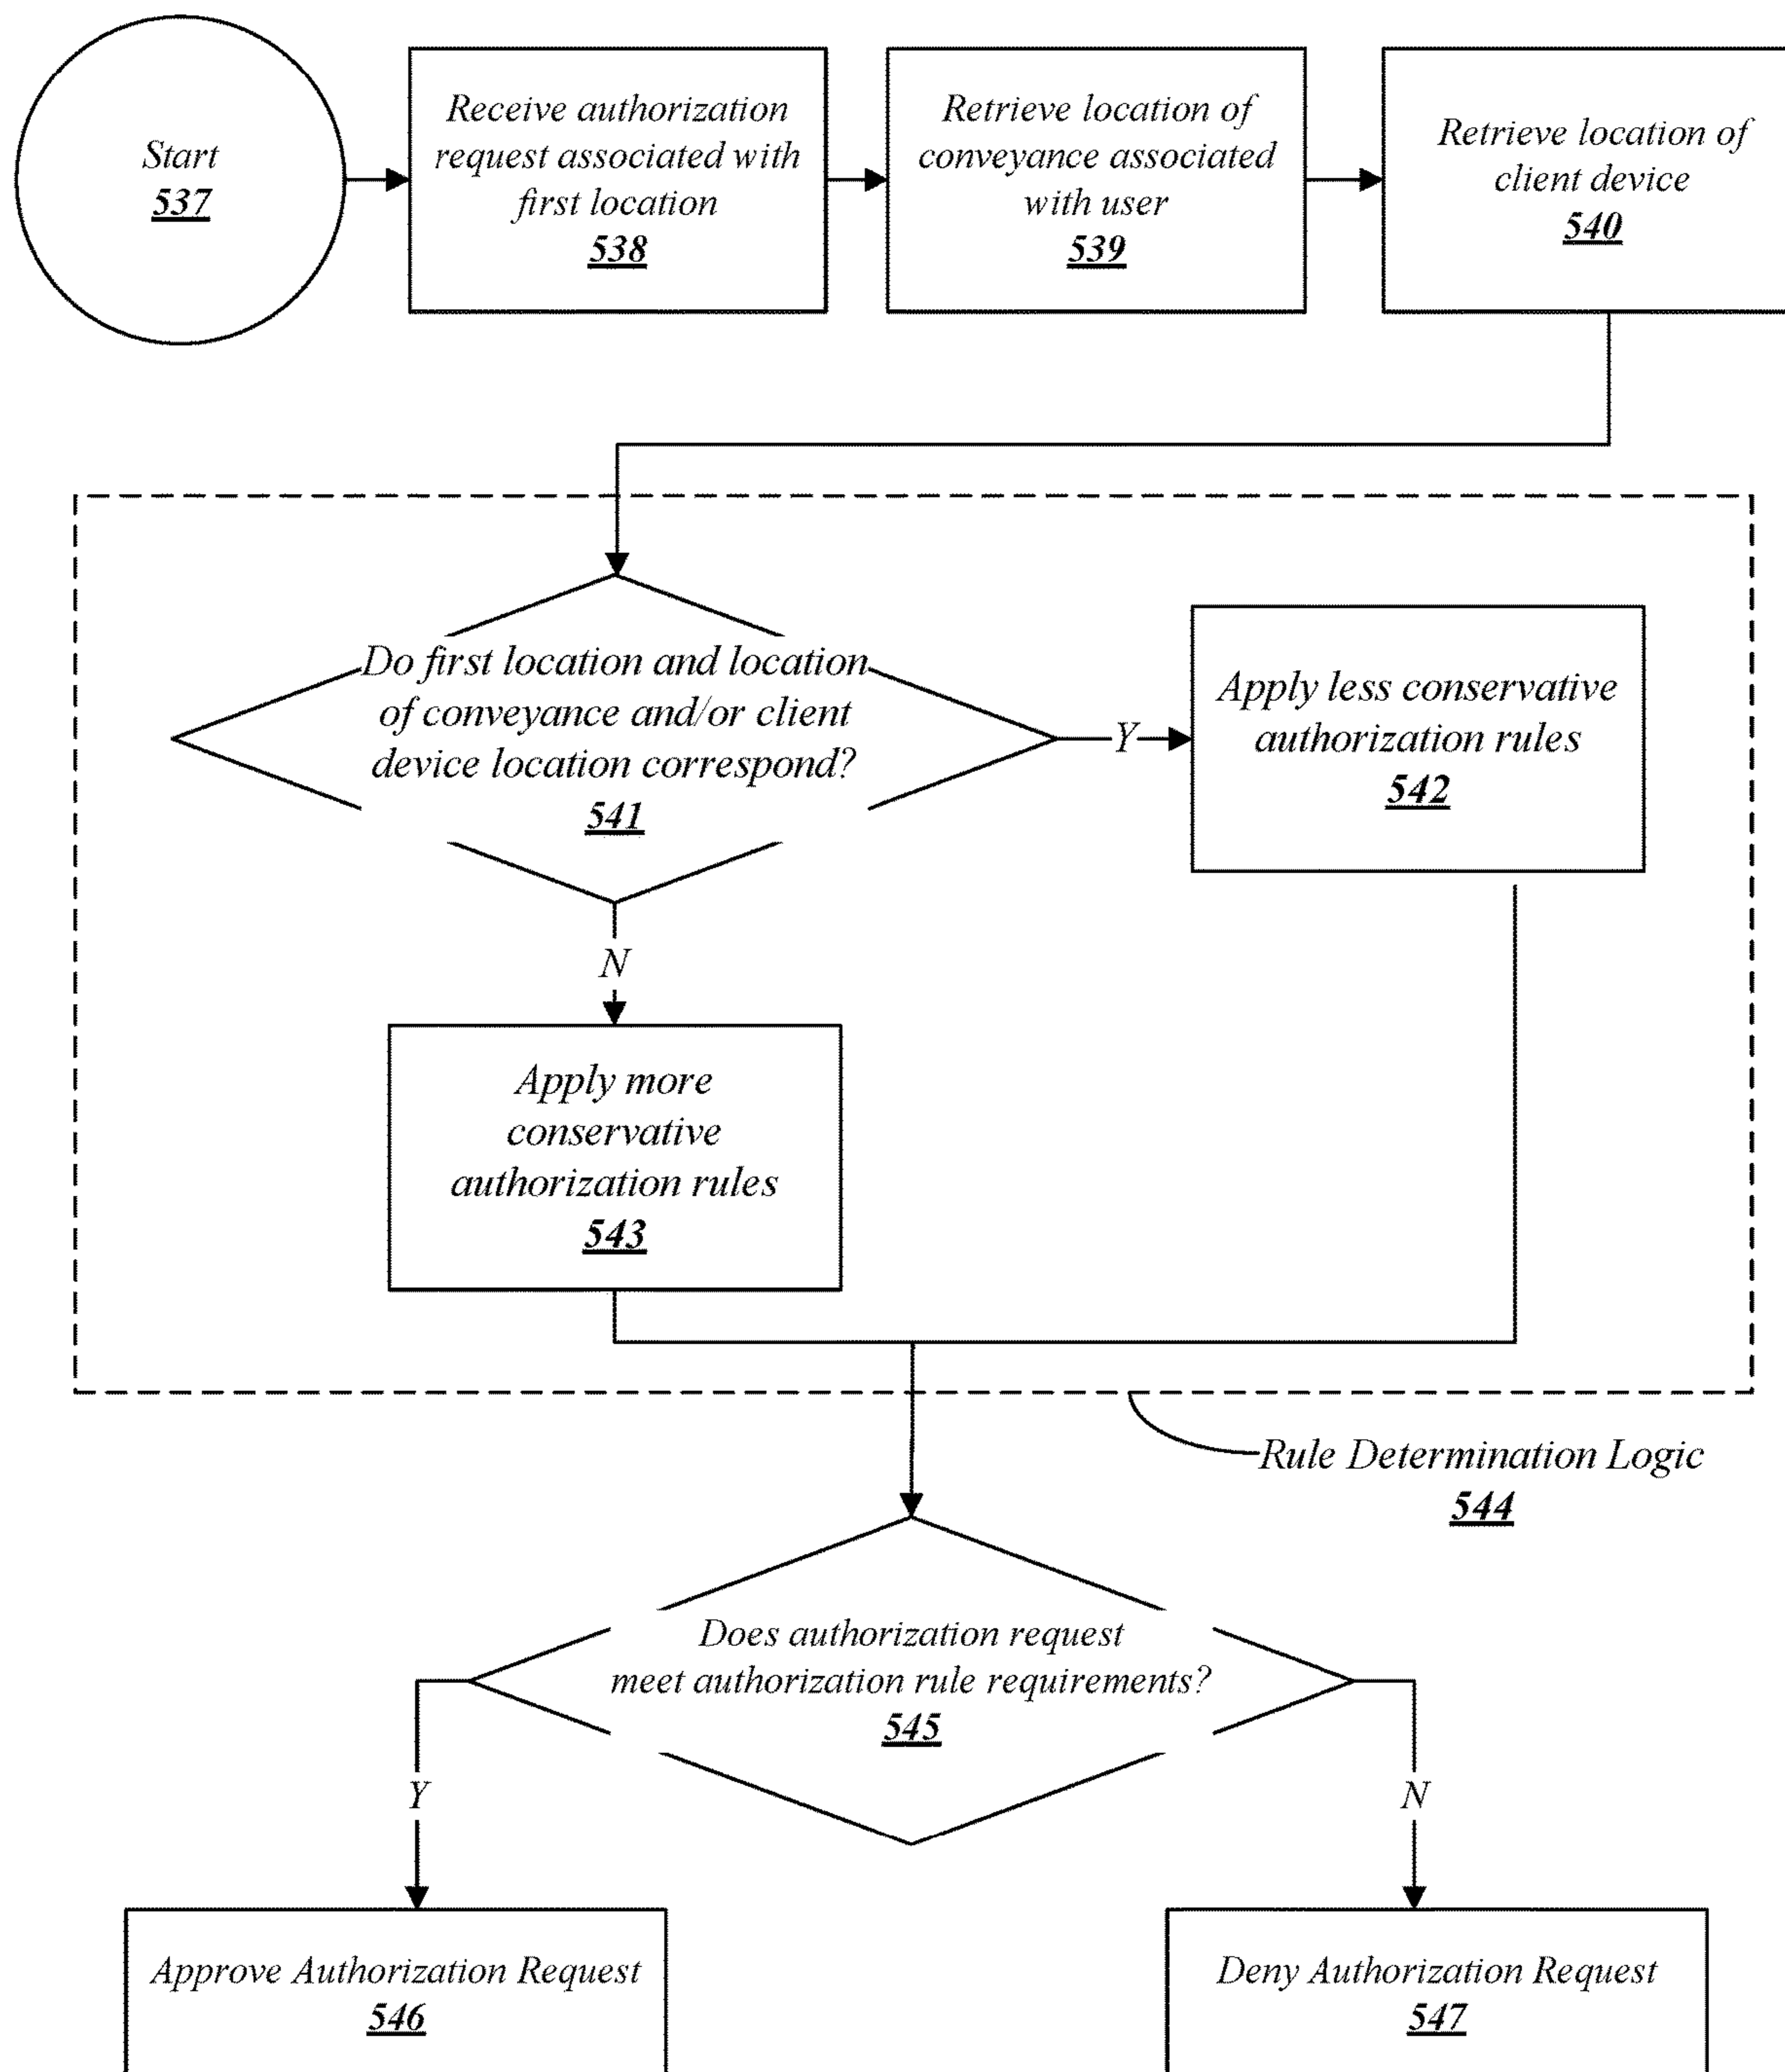 Start
537
Receive authorization
request associated with
first location
538
Retrieve location of
conveyance associated
with user
539
Retrieve location of
client device
540
Do first location and location
of conveyance and/or client
device location correspond?
541
Y
Apply less conservative
authorization rules
542
N
Apply more
conservative
authorization rules
543
Rule Determination Logic
544
Does authorization request
meet authorization rule requirements?
545
Y
N
Approve Authorization Request
546
Deny Authorization Request
547